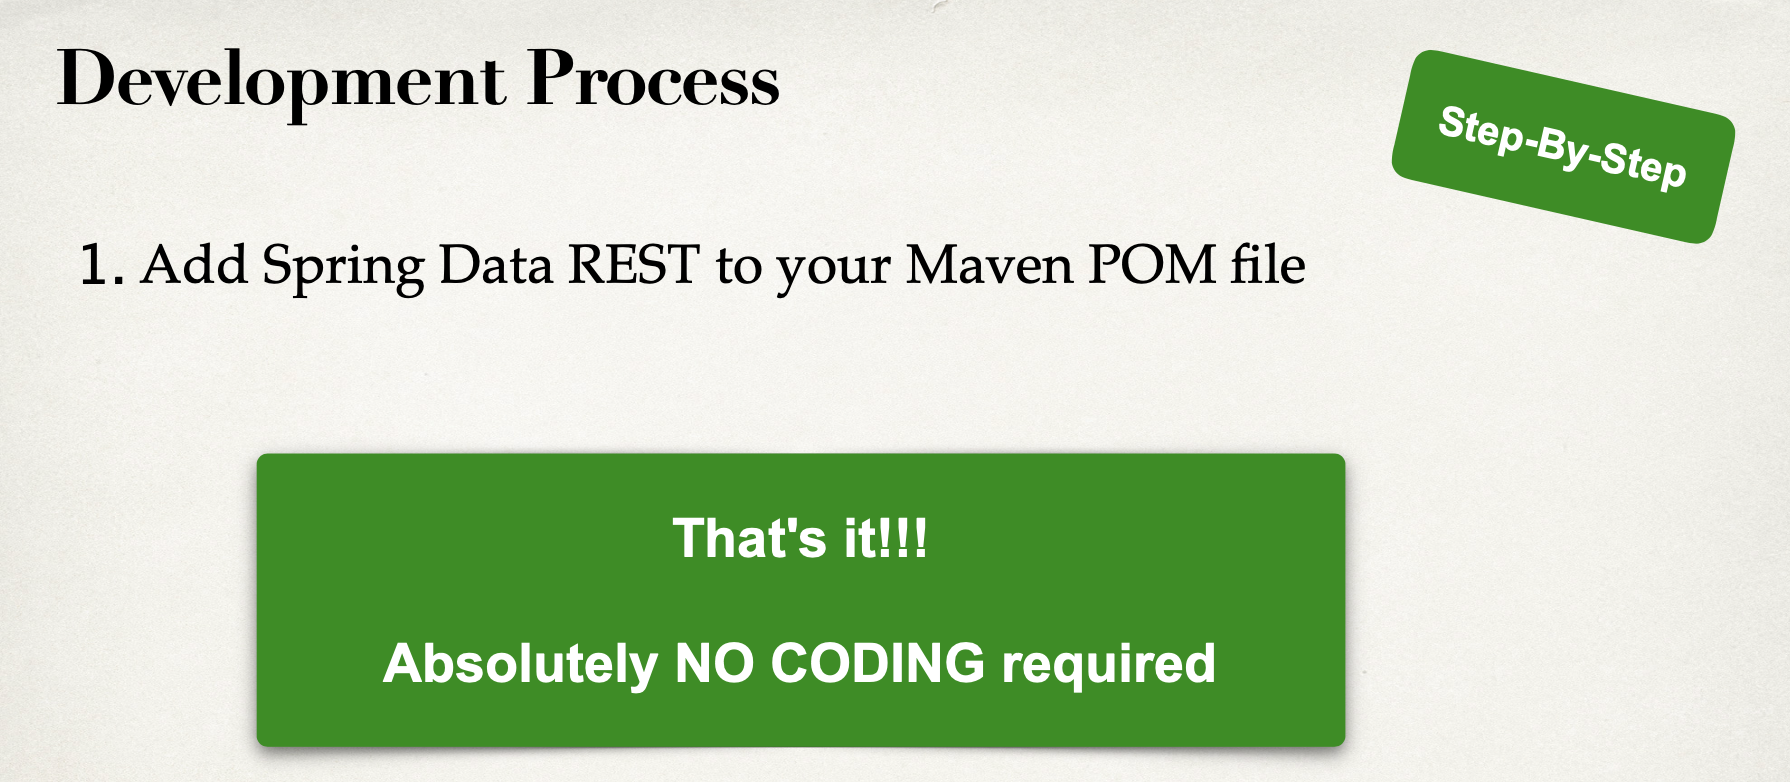 Development Process
Step-By-Step
1. Add Spring Data REST to your Maven POM file
That's it!!!
Absolutely NO CODING required